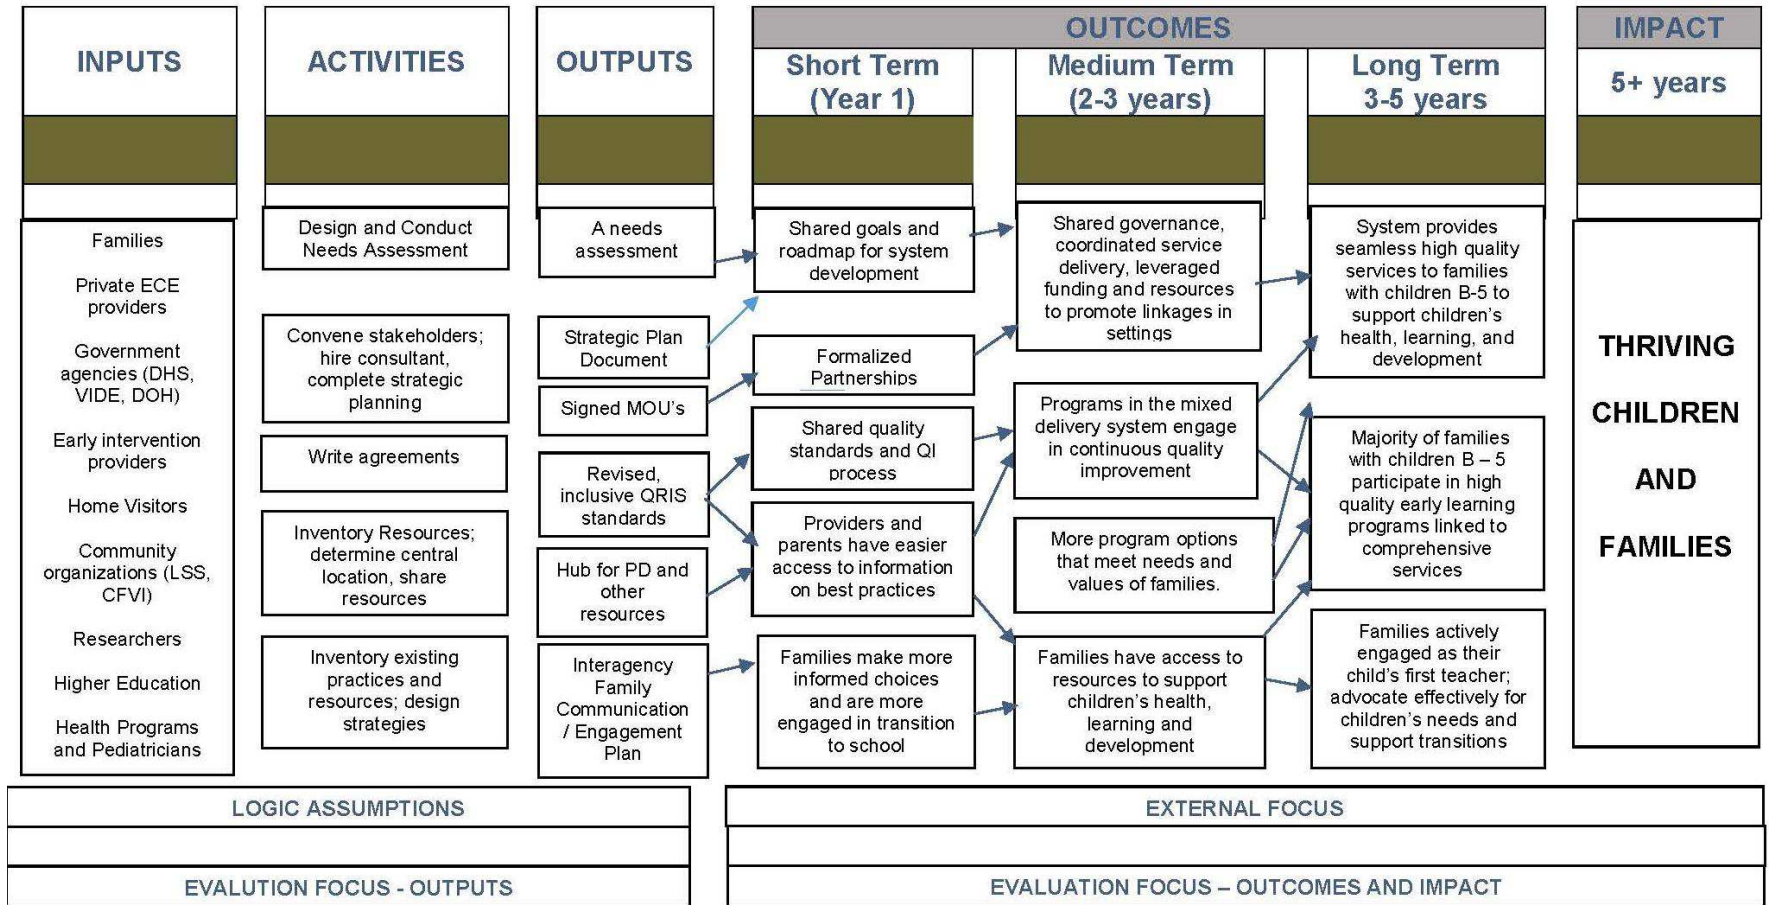 INPUTS
ACTIVITIES
OUTPUTS
OUTCOMES
Short Term
(Year 1)
Medium Term
(2-3 years)
Long Term
3-5 years
IMPACT
5+ years
Families
Private ECE
providers
Government
agencies (DHS,
VIDE, DOH)
Early intervention
providers
Home Visitors
Community
organizations (LSS,
CFVI)
Researchers
Higher Education
Health Programs
and Pediatricians
Design and Conduct
Needs Assessment
Convene stakeholders;
hire consultant,
complete strategic
planning
Write agreements
Inventory Resources;
determine central
location, share
resources
Inventory existing
practices and
resources; design
strategies
A needs
assessment
Strategic Plan
Document
Signed MOU's
Revised,
inclusive QRIS
standards
Hub for PD and
other
resources
Interagency
Family
Communication
/ Engagement
Plan
Shared goals and
roadmap for system
development
Formalized
Partnerships
Shared quality
standards and QI
process
Providers and
parents have easier
access to information
on best practices
Families make more
informed choices
and are more
engaged in transition
to school
Shared governance,
coordinated service
delivery, leveraged
funding and resources
to promote linkages in
settings
Programs in the mixed
delivery system engage
in continuous quality
improvement
More program options
that meet needs and
values of families.
Families have access to
resources to support
children's health,
learning and
development
System provides
seamless high quality
services to families
with children B-5 to
support children's
health, learning, and
development
Majority of families
with children B – 5
participate in high
quality early learning
programs linked to
comprehensive
services
Families actively
engaged as their
child's first teacher;
advocate effectively for
children's needs and
support transitions
THRIVING
CHILDREN
AND
FAMILIES
LOGIC ASSUMPTIONS
EXTERNAL FOCUS
EVALUTION FOCUS - OUTPUTS
EVALUATION FOCUS – OUTCOMES AND IMPACT